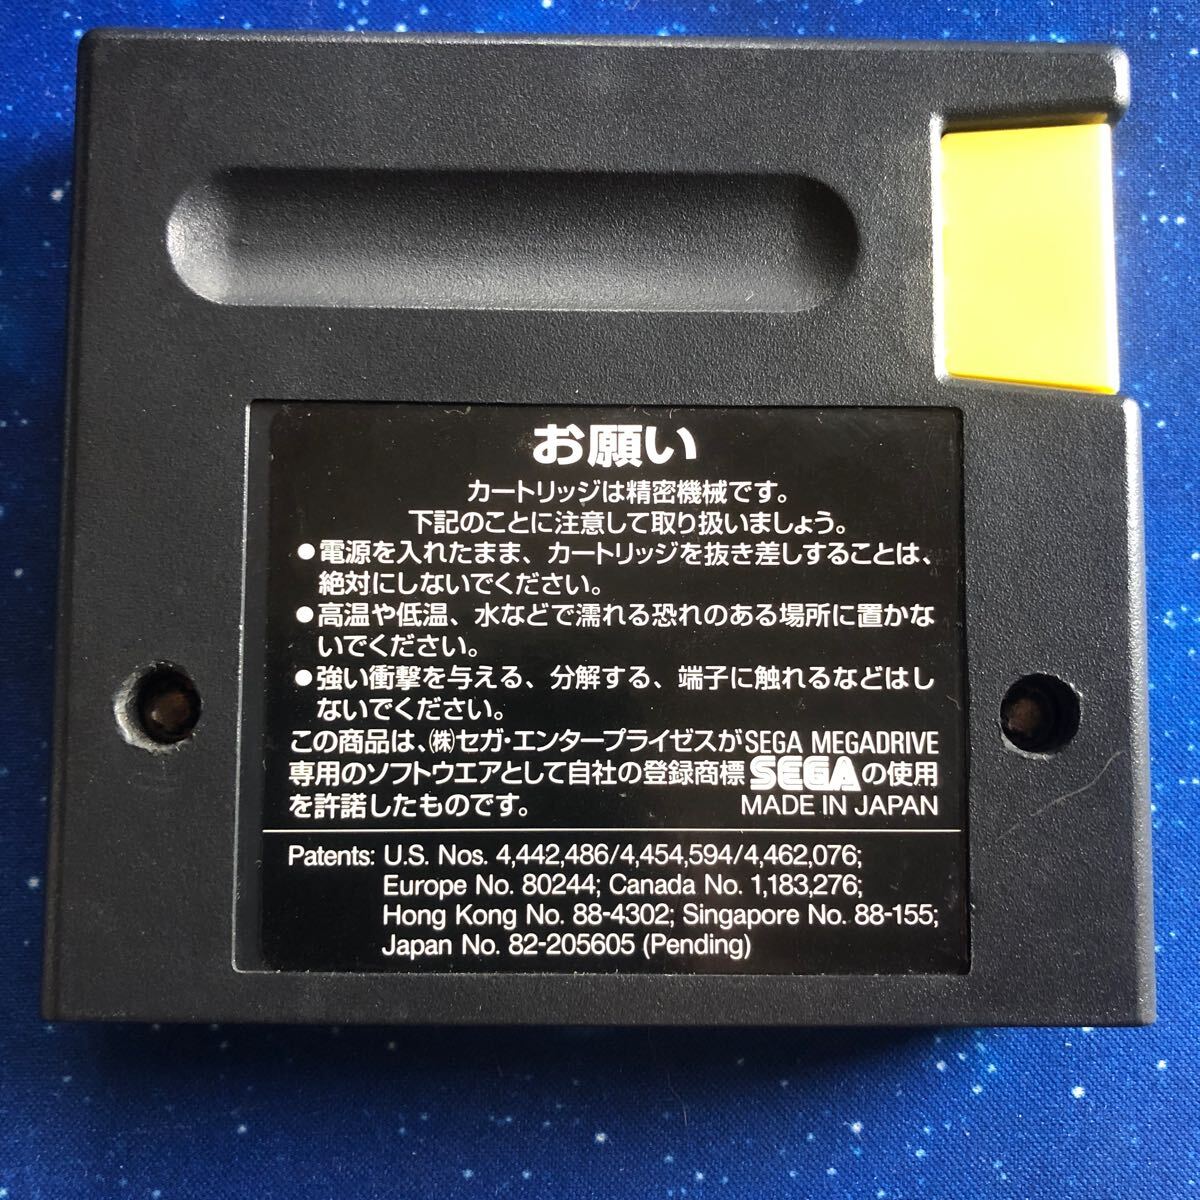 お願い
カートリッジは精密機械です。
下記のことに注意して取り扱いましょう。
●電源を入れたまま、カートリッジを抜き差しすることは、
絶対にしないでください。
●高温や低温、水などで濡れる恐れのある場所に置かな
いでください。
●強い衝撃を与える、分解する、端子に触れるなどはし
ないでください。
この商品は、㈱セガ・エンタープライゼスがSEGA MEGADRIVE
専用のソフトウエアとして自社の登録商標SEGAの使用
を許諾したものです。 MADE IN JAPAN
Patents: U.S. Nos. 4,442,486/4,454,594/4,462,076;
Europe No. 80244; Canada No. 1,183,276;
Hong Kong No. 88-4302; Singapore No. 88-155;
Japan No. 82-205605 (Pending)